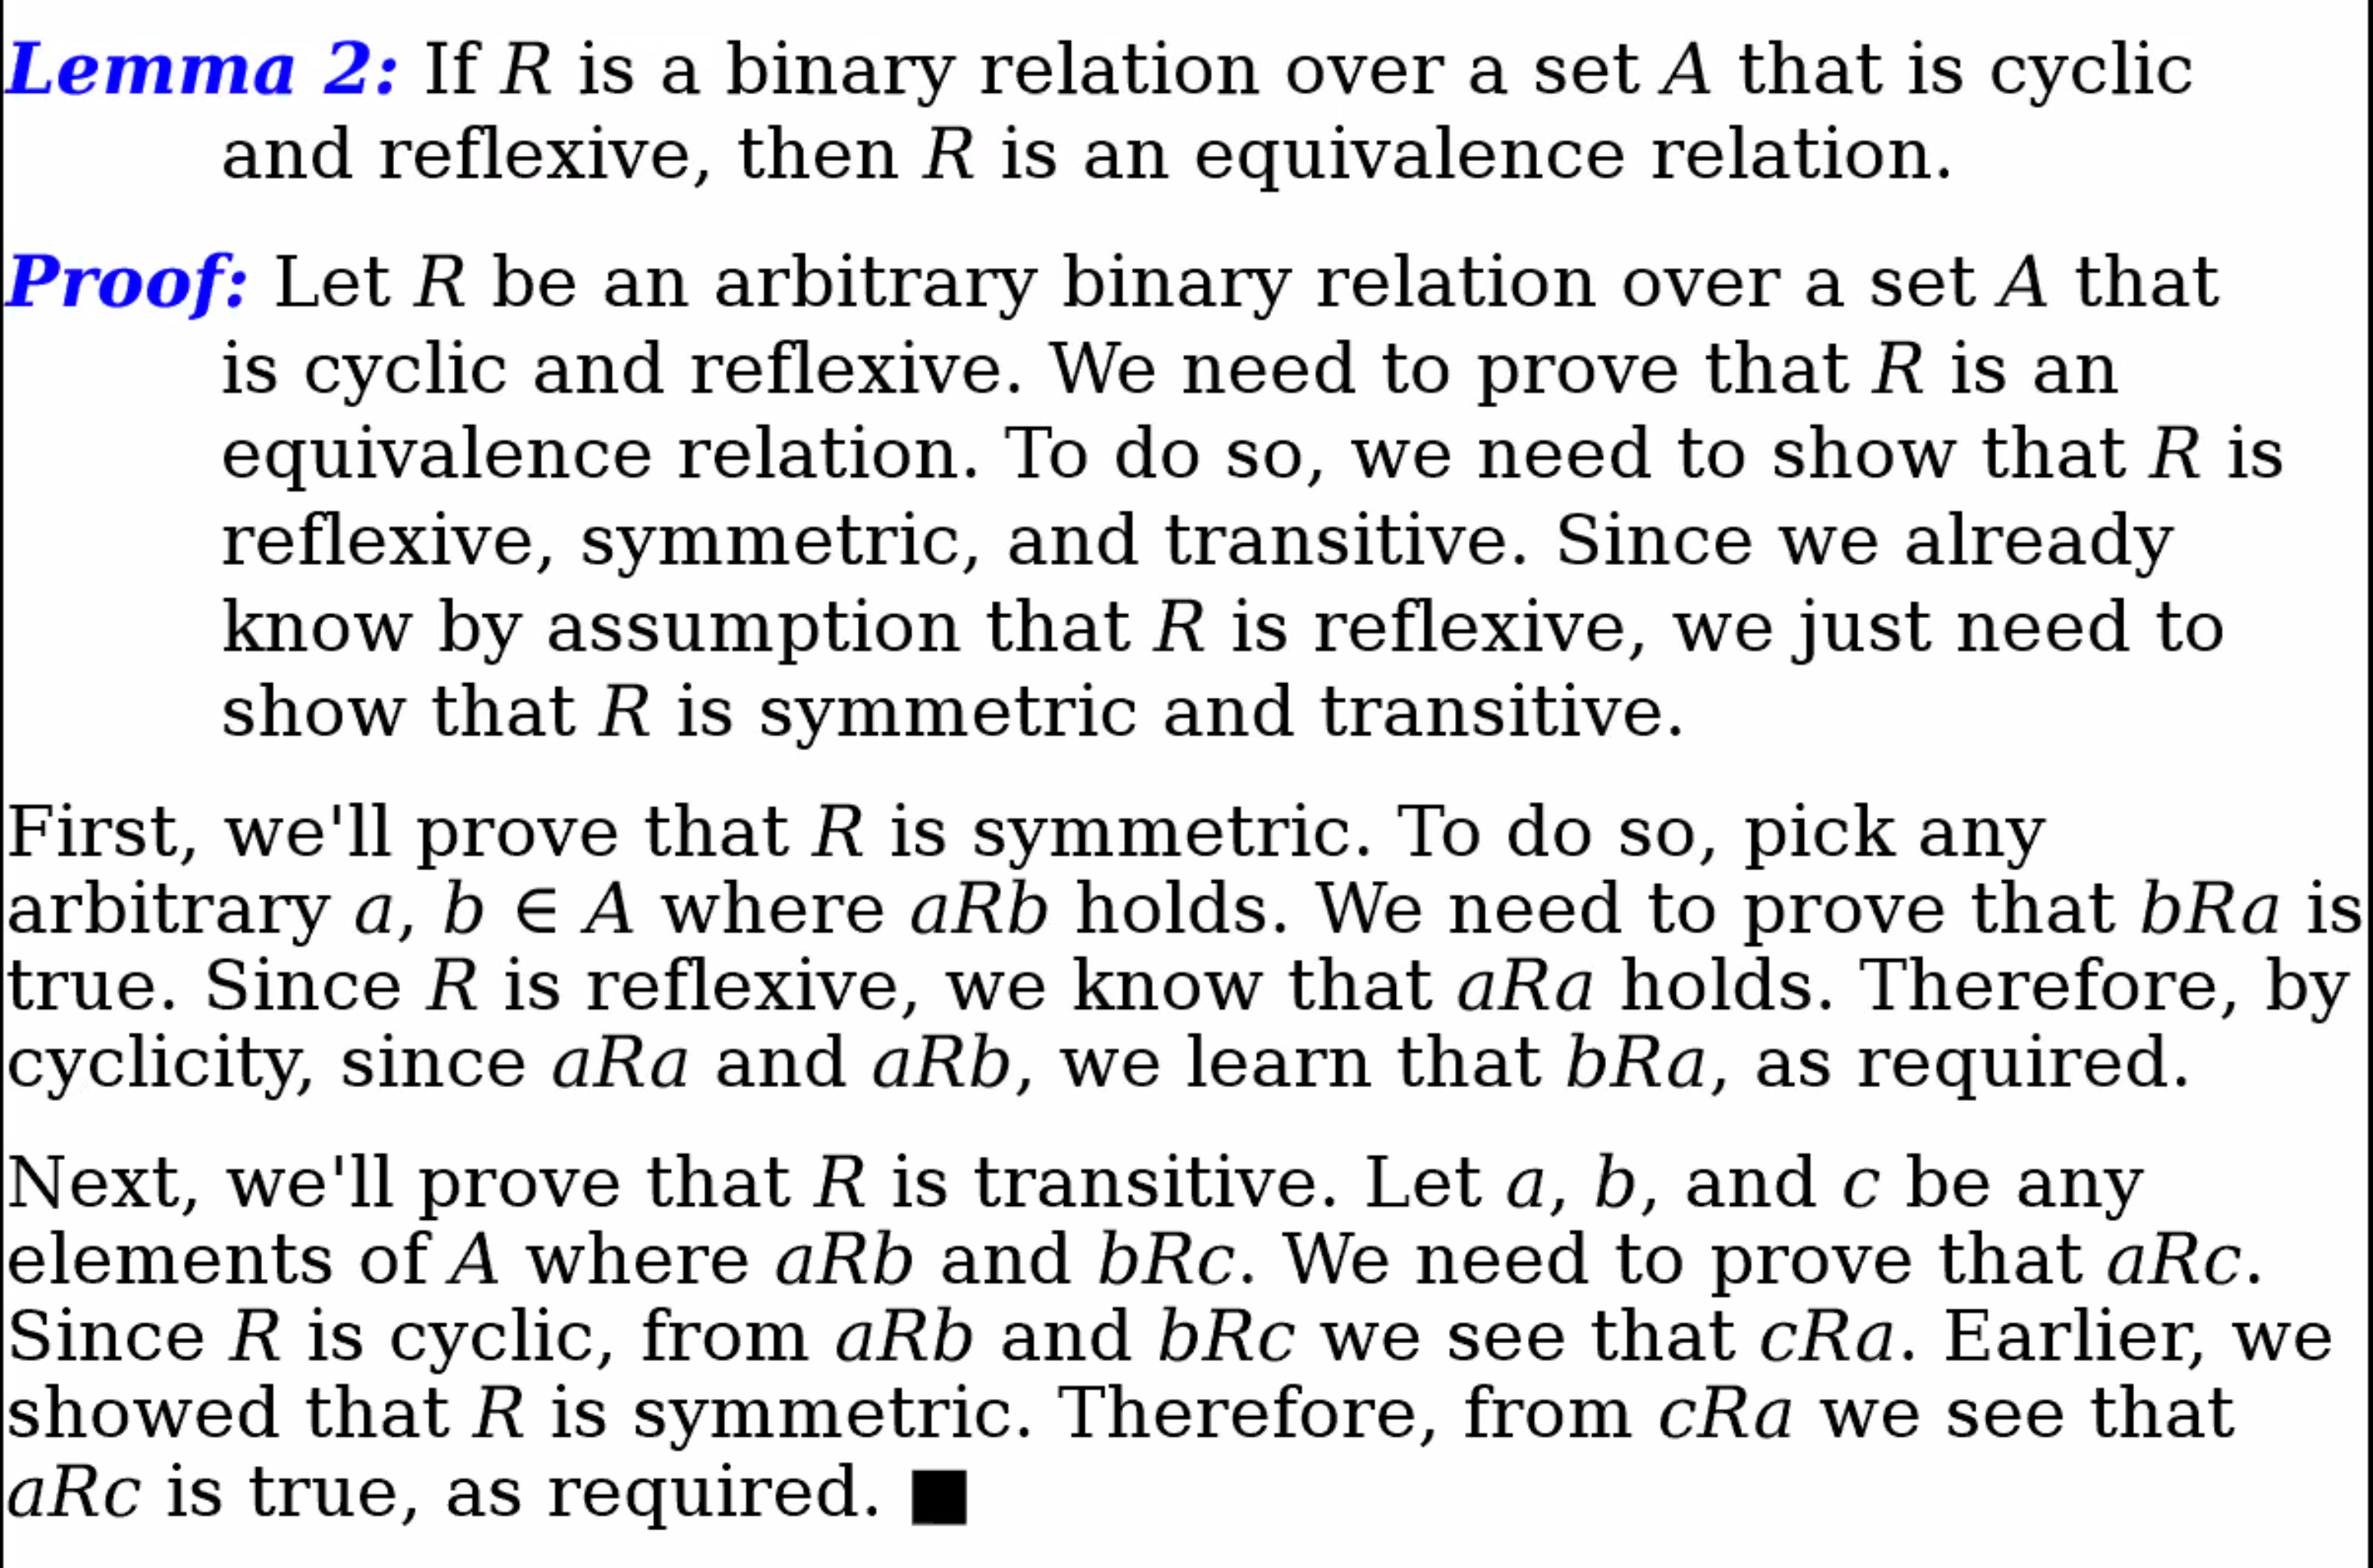 Lemma 2: If R is a binary relation over a set A that is cyclic
and reflexive, then R is an equivalence relation.
Proof: Let R be an arbitrary binary relation over a set A that
is cyclic and reflexive. We need to prove that R is an
equivalence relation. To do so, we need to show that R is
reflexive, symmetric, and transitive. Since we already
know by assumption that R is reflexive, we just need to
show that R is symmetric and transitive.
First, we'll prove that R is symmetric. To do so, pick any
arbitrary a, b ∈ A where aRb holds. We need to prove that bRa is
true. Since R is reflexive, we know that aRa holds. Therefore, by
cyclicity, since aRa and aRb, we learn that bRa, as required.
Next, we'll prove that R is transitive. Let a, b, and c be any
elements of A where aRb and bRc. We need to prove that aRc.
Since R is cyclic, from aRb and bRc we see that cRa. Earlier, we
showed that R is symmetric. Therefore, from cRa we see that
aRc is true, as required. ■